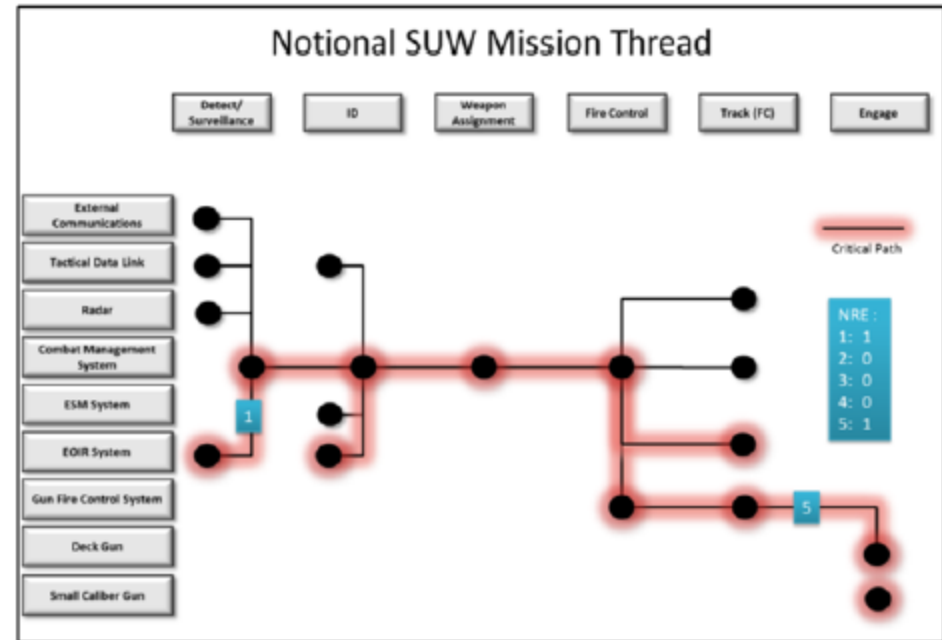 Notional SUW Mission Thread
Detect/
Surveillance
ID
Weapon
Assignment
Fire Control
Track (FC)
Engage
External
Communications
Tactical Data Link
Radar
Combat Management
System
ESM System
EOIR System
Gun Fire Control System
Deck Gun
Small Caliber Gun
Critical Path
NRE :
1: 1
2: 0
3: 0
4: 0
5: 1
1
5